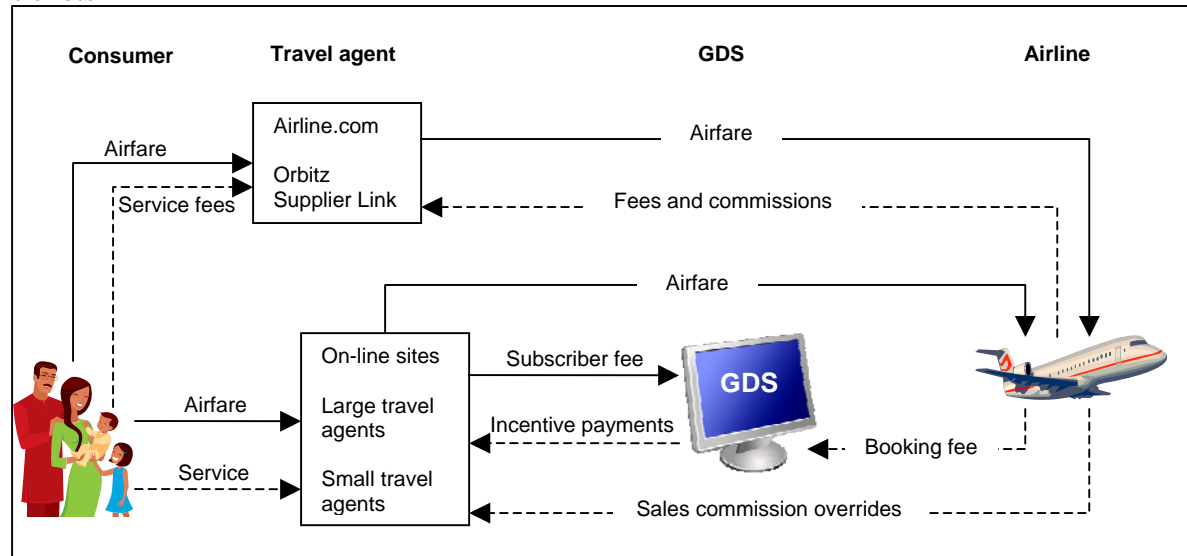 Consumer
Travel agent
GDS
Airline
Airline.com
Orbitz
Supplier Link
Airfare
Service fees
Airfare
Fees and commissions
Airfare
On-line sites
Large travel
agents
Small travel
agents
Airfare
Service
Subscriber fee
Incentive payments
GDS
Booking fee
Sales commission overrides